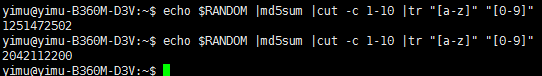 yimu@yimu-B360M-D3V:~$ echo $RANDOM |md5sum |cut -c 1-10 |tr "[a-z]" "[0-9]"
1251472502
yimu@yimu-B360M-D3V:~$ echo $RANDOM |md5sum |cut -c 1-10 |tr "[a-z]" "[0-9]"
2042112200
yimu@yimu-B360M-D3V:~$